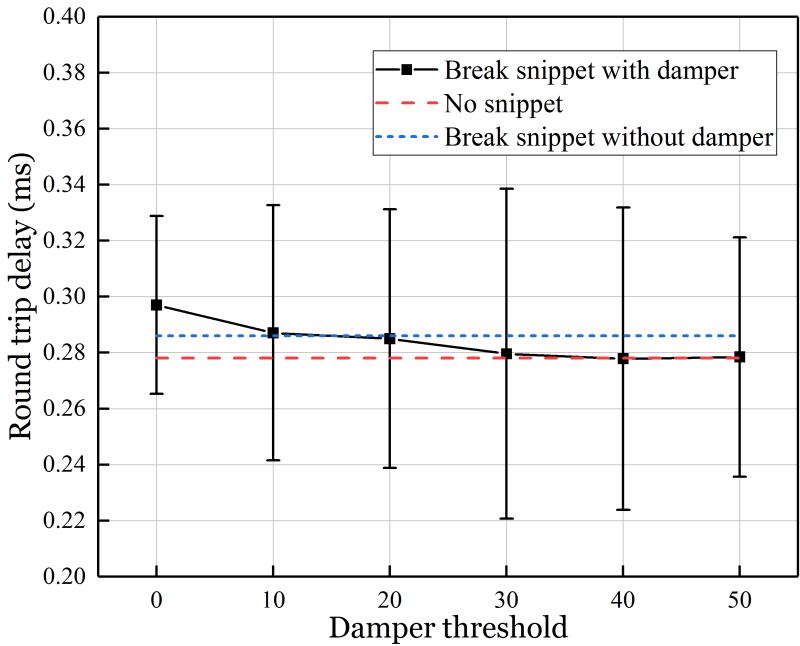 0.40
0.38
0.36
0.34
0.32
0.30
0.28
0.26
0.24
0.22
0.20
Round trip delay (ms)
Break snippet with damper
No snippet
Break snippet without damper
0 10 20 30 40 50
Damper threshold